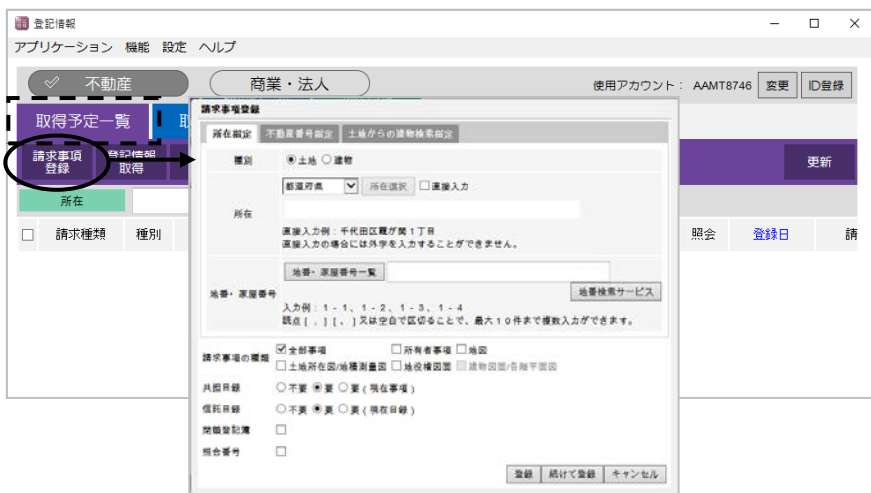 登記情報
アプリケーション 機能 設定 ヘルプ
不動産 商業・法人 使用アカウント： AAMT8746 変更 ID登録
取得予定一覧 取
請求事項登録 登記情報取得 更新
所在
請求種類 種別 照会 登録日 請
請求事項登録
所在指定 不動産番号指定 土地からの建物検索指定
種別 土地 建物
都道府県 所在選択 直接入力
所在
直接入力例：千代田区霞が関１丁目
直接入力の場合には外字を入力することができません。
地番・家屋番号一覧
地番・家屋番号 地番検索サービス
入力例：１-１、１-２、１-３、１-４
読点[，][、]又は空白で区切ることで、最大１０件まで複数入力ができます。
請求事項の種類 全部事項 所有者事項 地図
土地所在図/地積測量図 地役権図面 建物図面/各階平面図
共担目録 不要 要 要(現在事項)
信託目録 不要 要 要(現在目録)
閉鎖登記簿
照会番号
登録 続けて登録 キャンセル